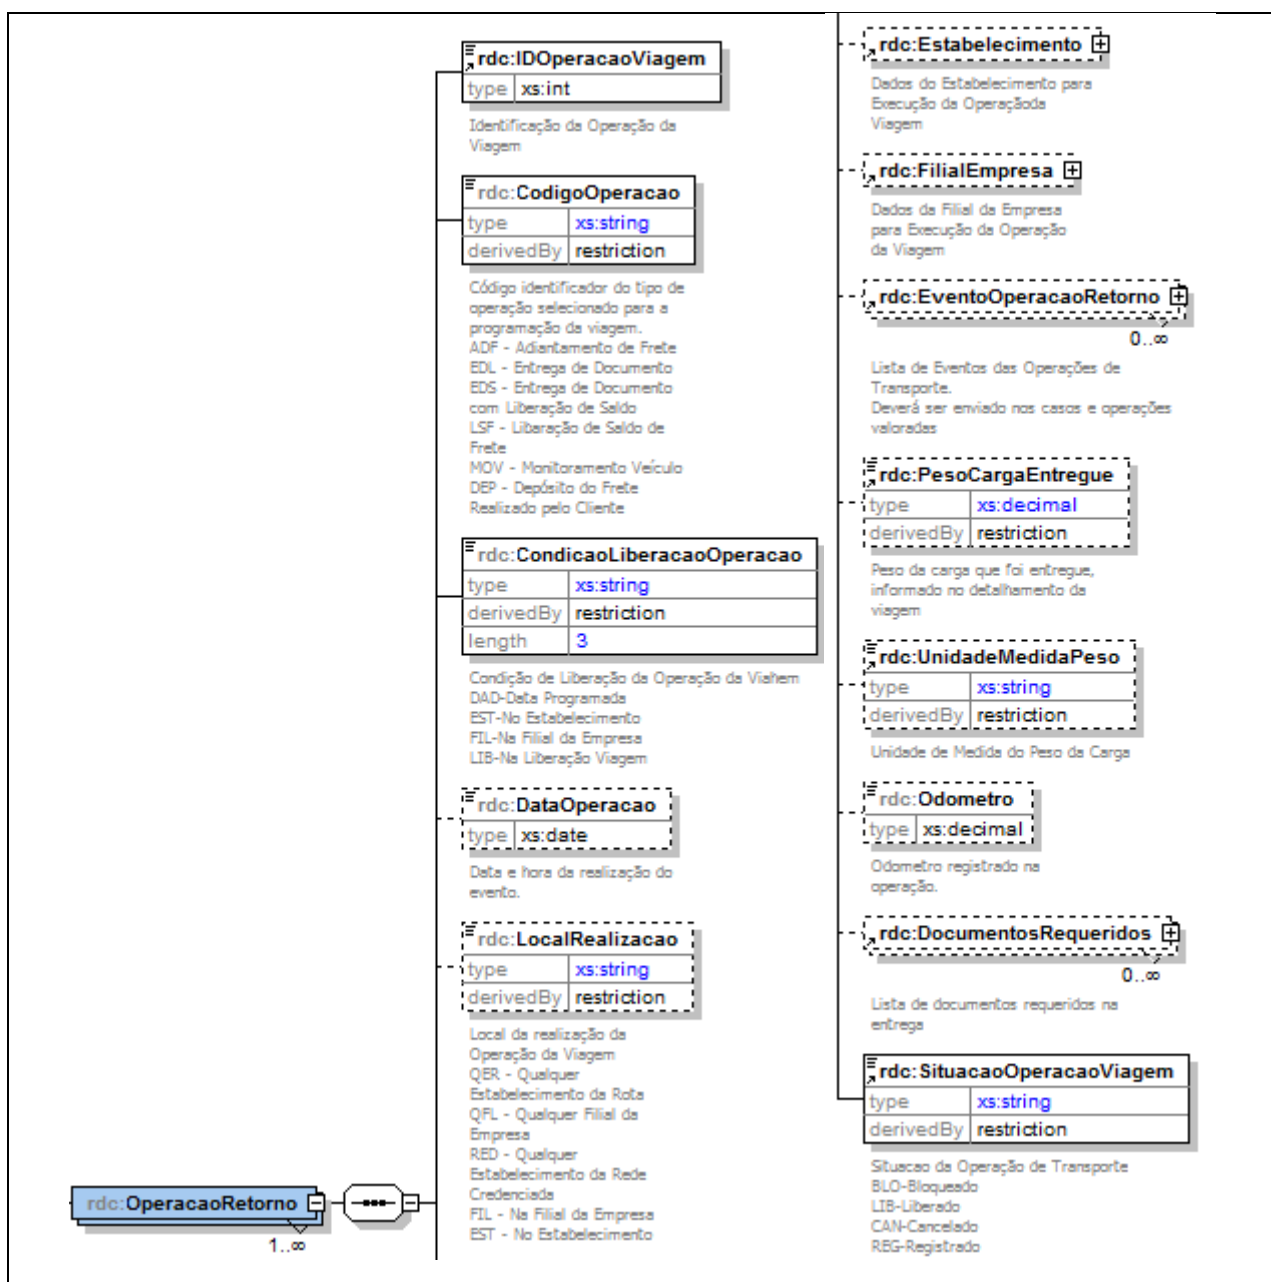 rdc:IDOperacaoViagem
type xs:int
Identificação da Operação da
Viagem
rdc:CodigoOperacao
type xs:string
derivedBy restriction
Código identificador do tipo de
operação selecionado para a
programação da viagem.
ADF - Adiantamento de Frete
EDL - Entrega de Documento
EDS - Entrega de Documento
com Liberação de Saldo
LSF - Libaração de Saldo de
Frete
MOV - Monitoramento Veículo
DEP - Depósito do Frete
Realizado pelo Cliente
rdc:CondicaoLiberacaoOperacao
type xs:string
derivedBy restriction
length 3
Condição de Liberação da Operação da Viahem
DAD-Data Programada
EST-No Estabelecimento
FIL-Na Filial da Empresa
LIB-Na Liberação Viagem
rdc:DataOperacao
type xs:date
Data e hora da realização do
evento.
rdc:LocalRealizacao
type xs:string
derivedBy restriction
Local da realização da
Operação da Viagem
QER - Qualquer
Estabelecimento da Rota
QFL - Qualquer Filial da
Empresa
RED - Qualquer
Estabelecimento da Rede
Credenciada
FIL - Na Filial da Empresa
EST - No Estabelecimento
rdc:OperacaoRetorno
1..∞
rdc:Estabelecimento
Dados do Estabelecimento para
Execução da Operaçãoda
Viagem
rdc:FilialEmpresa
Dados da Filial da Empresa
para Execução da Operação
da Viagem
rdc:EventoOperacaoRetorno
0..∞
Lista de Eventos das Operações de
Transporte.
Deverá ser enviado nos casos e operações
valoradas
rdc:PesoCargaEntregue
type xs:decimal
derivedBy restriction
Peso da carga que foi entregue,
informado no detalhamento da
viagem
rdc:UnidadeMedidaPeso
type xs:string
derivedBy restriction
Unidade de Medida do Peso da Carga
rdc:Odometro
type xs:decimal
Odometro registrado na
operação.
rdc:DocumentosRequeridos
0..∞
Lista de documentos requeridos na
entrega
rdc:SituacaoOperacaoViagem
type xs:string
derivedBy restriction
Situacao da Operação de Transporte
BLO-Bloqueado
LIB-Liberado
CAN-Cancelado
REG-Registrado